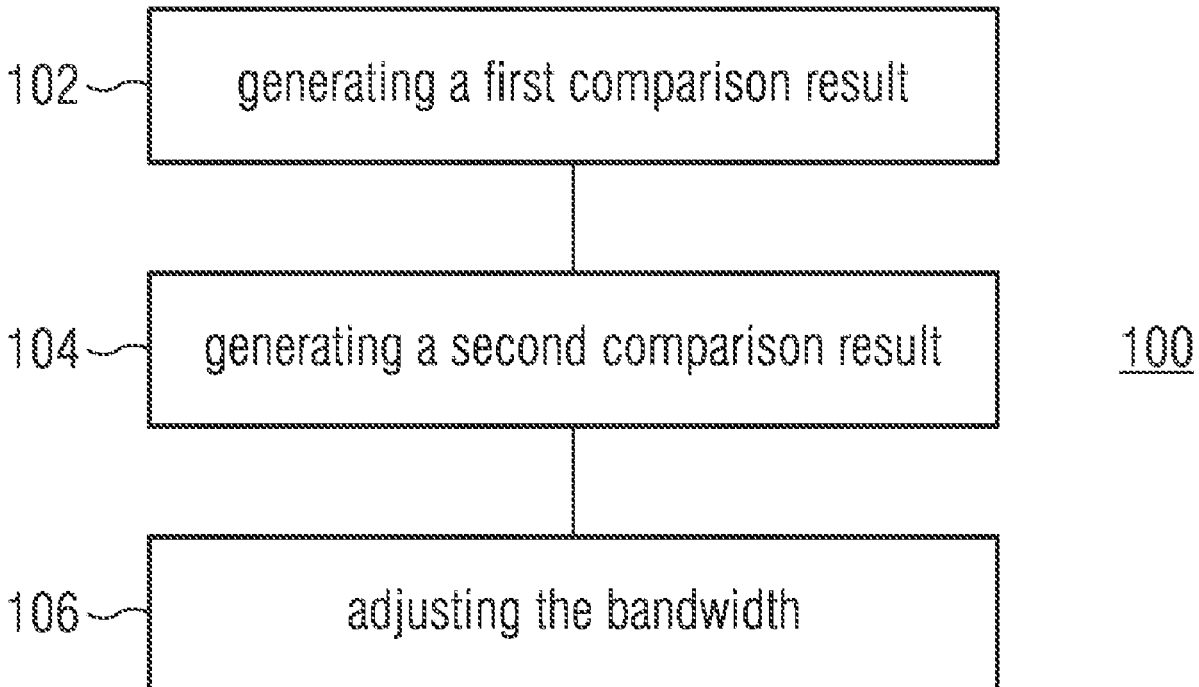 102
generating a first comparison result
104
generating a second comparison result
100
106
adjusting the bandwidth